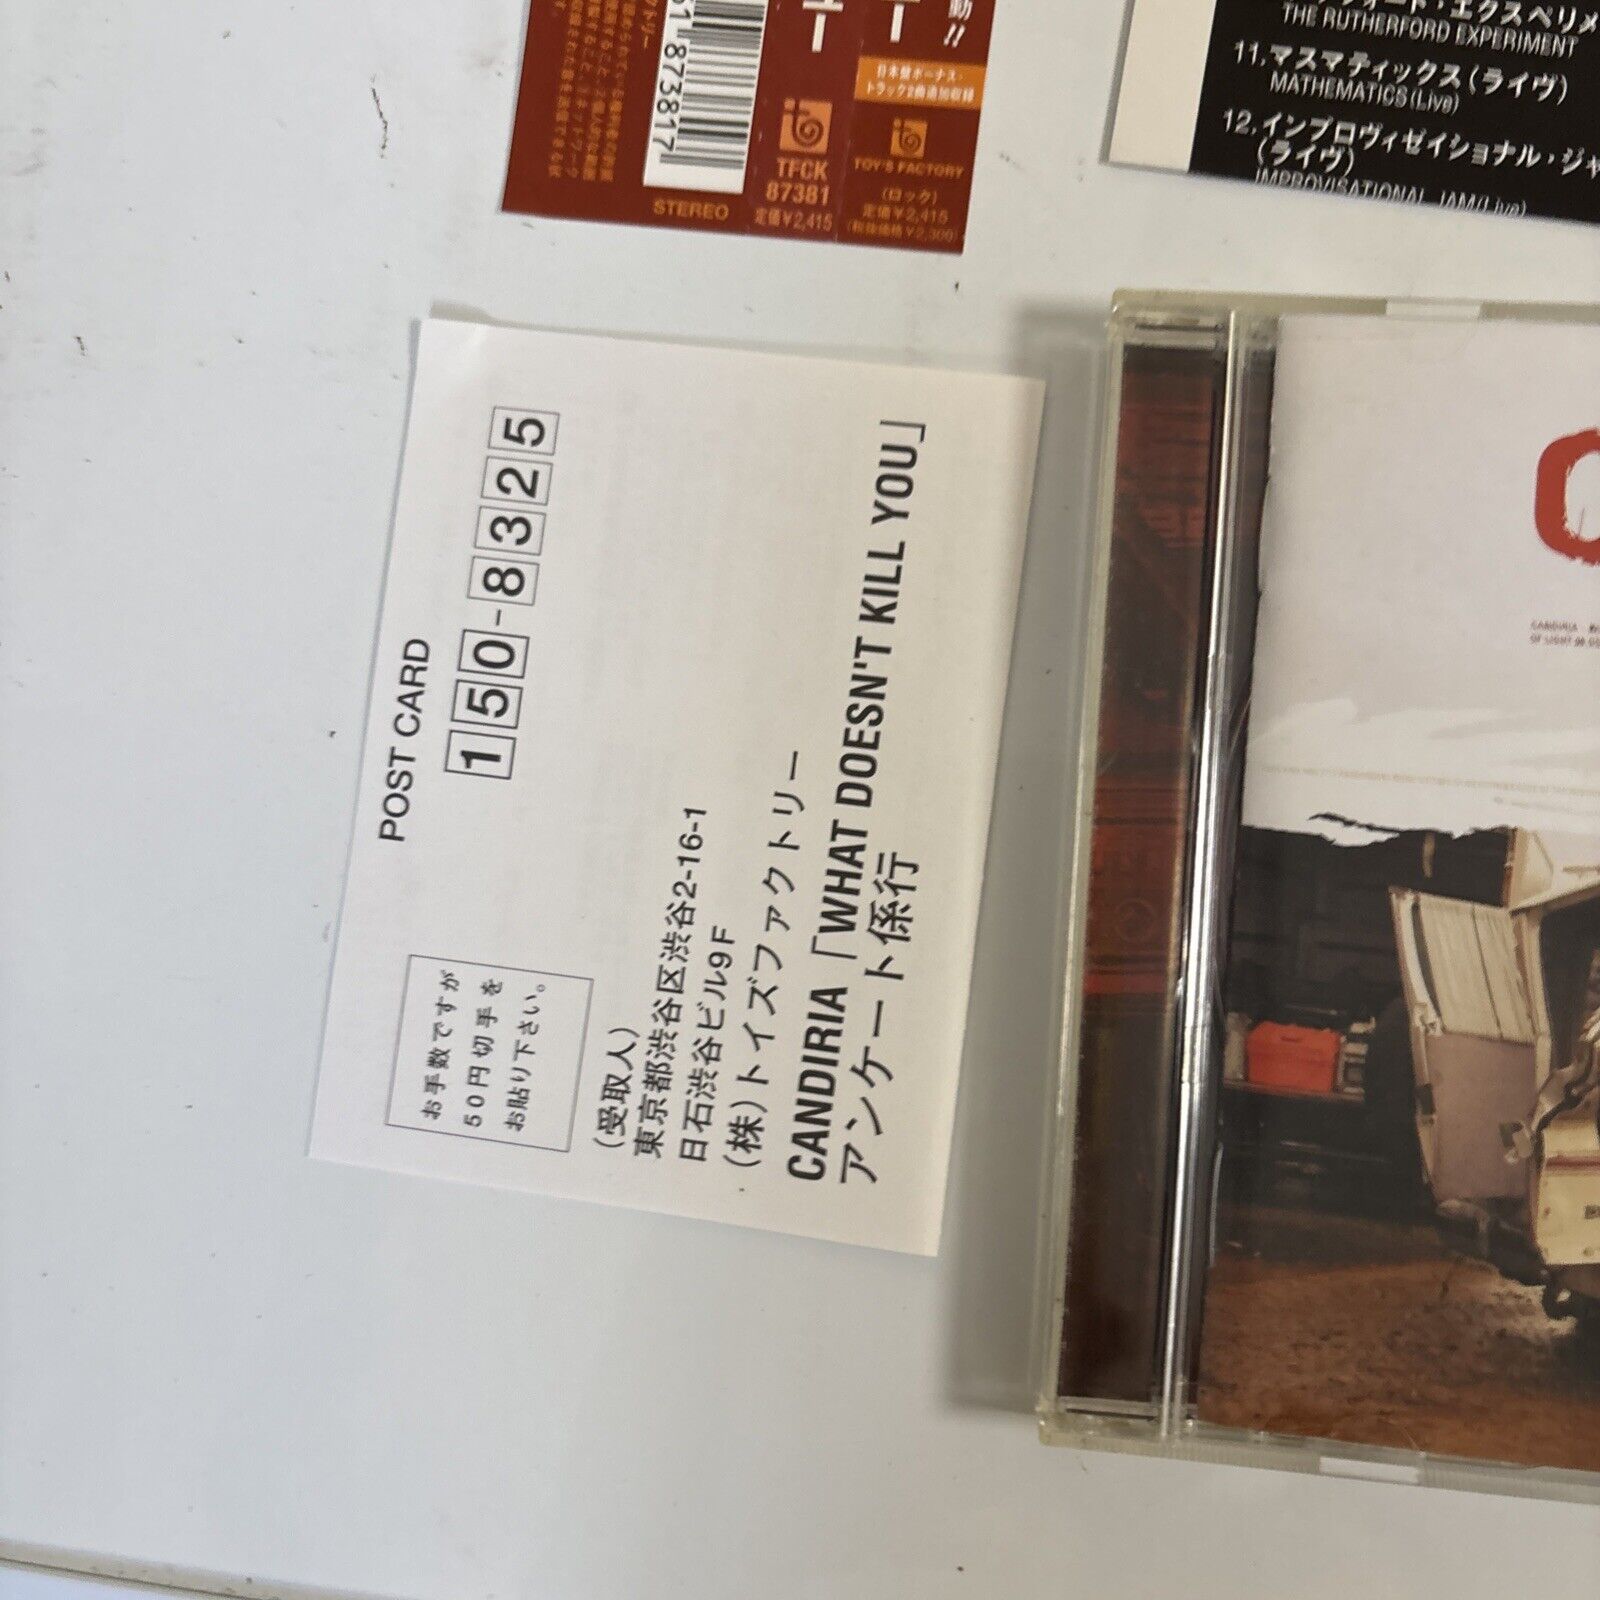 動!!
日本盤ボーナス・
トラック2曲追加収録
TOY'S FACTORY
(ロック)
定価¥2,415
(税抜価格¥2,300)
TFCK
87381
定価¥2,415
873817
STEREO
THE RUTHERFORD EXPERIMENT
11.マスマティックス(ライヴ)
MATHEMATICS(Live)
12.インプロヴィゼイショナル・ジャ
(ライヴ)
IMPROVISATIONAL JAM(Live)
POST CARD
150-8325
お手数ですが
50円切手を
お貼り下さい。
(受取人)
東京都渋谷区渋谷2-16-1
日石渋谷ビル9F
(株)トイズファクトリー
CANDIRIA「WHAT DOESN'T KILL YOU」
アンケート係行
CANDIRIA